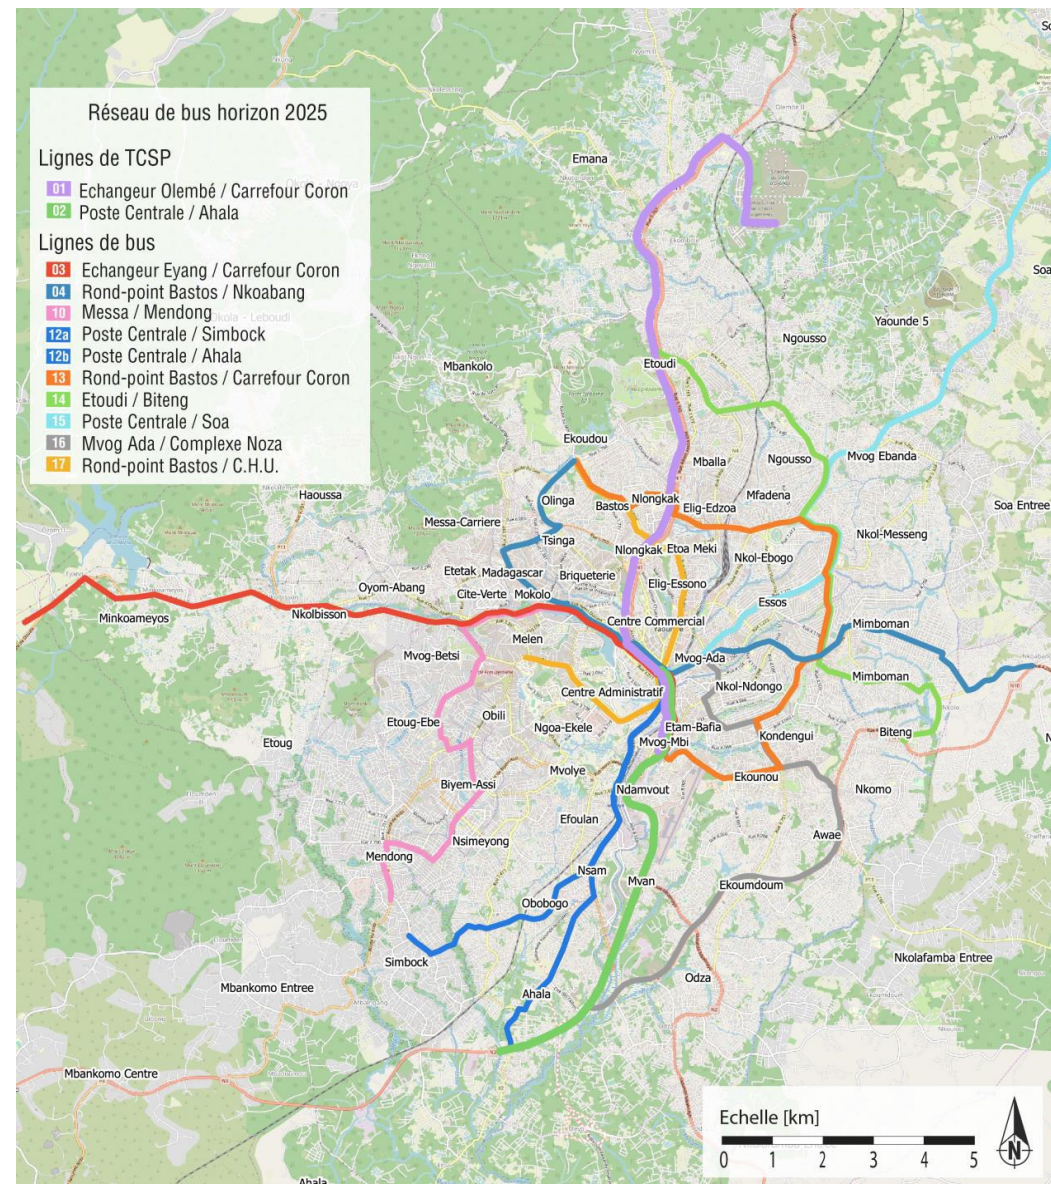 Réseau de bus horizon 2025
Lignes de TCSP
01 Echangeur Olembé / Carrefour Coron
02 Poste Centrale / Ahala
Lignes de bus
03 Echangeur Eyang / Carrefour Coron
04 Rond-point Bastos / Nkoabang
10 Messa / Mendong
12a Poste Centrale / Simbock
12b Poste Centrale / Ahala
13 Rond-point Bastos / Carrefour Coron
14 Etoudi / Biteng
15 Poste Centrale / Soa
16 Mvog Ada / Complexe Noza
17 Rond-point Bastos / C.H.U.
Emana
Olembe II
Soa
Yaounde 5
Ngousso
Okola - Leboudi
Mbankolo
Etoudi
Ekoudou
Mballa
Ngousso
Mvog Ebanda
Haoussa
Olinga
Bastos
Nlongkak
Elig-Edzoa
Mfadena
Soa Entree
Messa-Carriere
Tsinga
Nlongkak
Etoa Meki
Nkol-Ebogo
Nkol-Messeng
Etetak
Madagascar
Briqueterie
Elig-Essono
Oyom-Abang
Cite-Verte
Mokolo
Essos
Minkoameyos
Nkolbisson
Centre Commercial
Mimboman
Melen
Mvog-Betsi
Mvog-Ada
Nkol-Ndongo
Mimboman
Centre Administratif
Etoug-Ebe
Obili
Ngoa-Ekele
Etam-Bafia
Kondengui
Biteng
Etoug
Mvog-Mbi
Mvolye
Ekounou
Biyem-Assi
Ndamvout
Nkomo
Efoulan
Awae
Nsimeyong
Mendong
Nsam
Mvan
Ekoumdoum
Obobogo
Simbock
Nkolafamba Entree
Odza
Mbankomo Entree
Ahala
Mbankomo Centre
Ahala
Echelle [km]
0 1 2 3 4 5
N